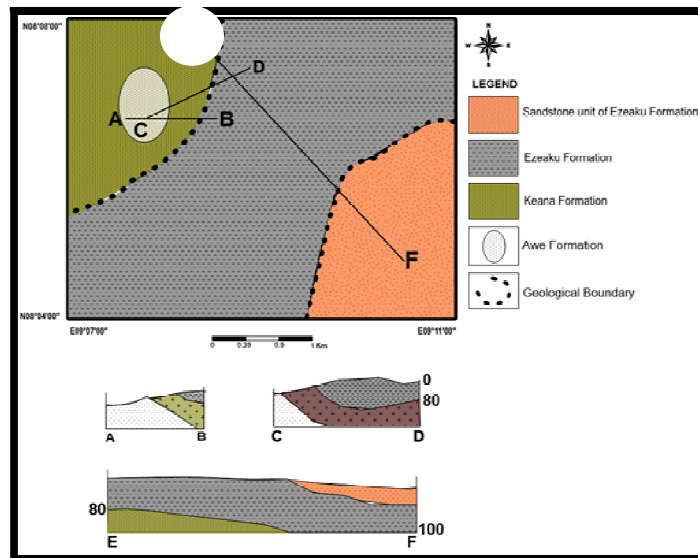 N08°08'00"
N
W E
S
D
A
B
C
F
N08°04'00"
E09°07'00"
E09°11'00"
0 0.25 0.5 1 Km
LEGEND
Sandstone unit of Ezeaku Formation
Ezeaku Formation
Keana Formation
Awe Formation
Geological Boundary
0
80
A B
C D
80
100
E F